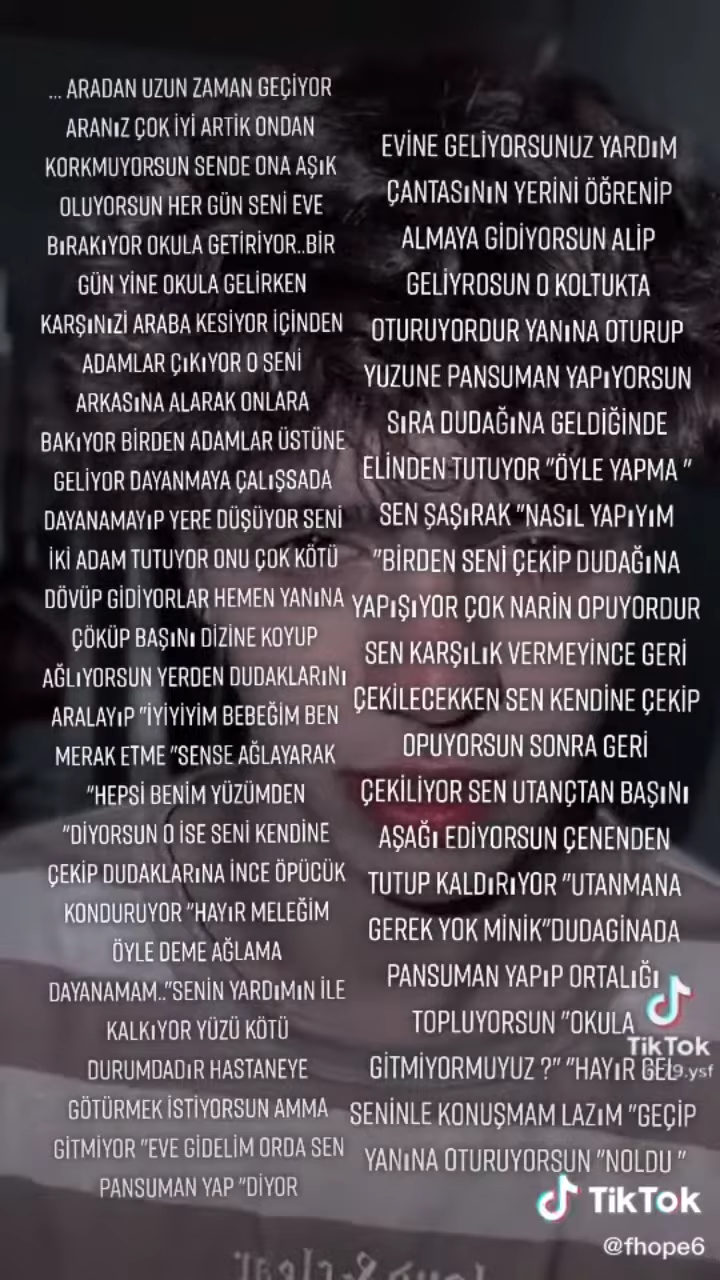 ... ARADAN UZUN ZAMAN GEÇİYOR
ARANIZ ÇOK İYİ ARTİK ONDAN
KORKMUYORSUN SENDE ONA AŞIK
OLUYORSUN HER GÜN SENİ EVE
BIRAKIYOR OKULA GETİRİYOR..BİR
GÜN YİNE OKULA GELİRKEN
KARŞINIZİ ARABA KESİYOR İÇİNDEN
ADAMLAR ÇIKIYOR O SENİ
ARKASINA ALARAK ONLARA
BAKIYOR BİRDEN ADAMLAR ÜSTÜNE
GELİYOR DAYANMAYA ÇALIŞSADA
DAYANAMAYIP YERE DÜŞÜYOR SENİ
İKİ ADAM TUTUYOR ONU ÇOK KÖTÜ
DÖVÜP GİDİYORLAR HEMEN YANINA
ÇÖKÜP BAŞINI DİZİNE KOYUP
AĞLIYORSUN YERDEN DUDAKLARINI
ARALAYIP "İYİYİYİM BEBEĞİM BEN
MERAK ETME "SENSE AĞLAYARAK
"HEPSİ BENİM YÜZÜMDEN
"DİYORSUN O İSE SENİ KENDİNE
ÇEKİP DUDAKLARINA İNCE ÖPÜCÜK
KONDURUYOR "HAYIR MELEĞİM
ÖYLE DEME AĞLAMA
DAYANAMAM.."SENİN YARDIMIN İLE
KALKIYOR YÜZÜ KÖTÜ
DURUMDADIR HASTANEYE
GÖTÜRMEK İSTİYORSUN AMMA
GİTMİYOR "EVE GİDELİM ORDA SEN
PANSUMAN YAP "DİYOR
EVİNE GELİYORSUNUZ YARDIM
ÇANTASININ YERİNİ ÖĞRENİP
ALMAYA GİDİYORSUN ALİP
GELİYROSUN O KOLTUKTA
OTURUYORDUR YANINA OTURUP
YUZUNE PANSUMAN YAPIYORSUN
SIRA DUDAĞINA GELDİĞİNDE
ELİNDEN TUTUYOR "ÖYLE YAPMA "
SEN ŞAŞIRAK "NASIL YAPIYIM
"BİRDEN SENİ ÇEKİP DUDAĞINA
YAPIŞIYOR ÇOK NARİN OPUYORDUR
SEN KARŞILIK VERMEYİNCE GERİ
ÇEKİLECEKKEN SEN KENDİNE ÇEKİP
OPUYORSUN SONRA GERİ
ÇEKİLİYOR SEN UTANÇTAN BAŞINI
AŞAĞI EDİYORSUN ÇENENDEN
TUTUP KALDIRIYOR "UTANMANA
GEREK YOK MİNİK"DUDAGİNADA
PANSUMAN YAPIP ORTALIĞI
TOPLUYORSUN "OKULA
GİTMİYORMUYUZ ?" "HAYIR GEL
SENİNLE KONUŞMAM LAZIM "GEÇİP
YANINA OTURUYORSUN "NOLDU "
TikTok
9.ysf
TikTok
@fhope6